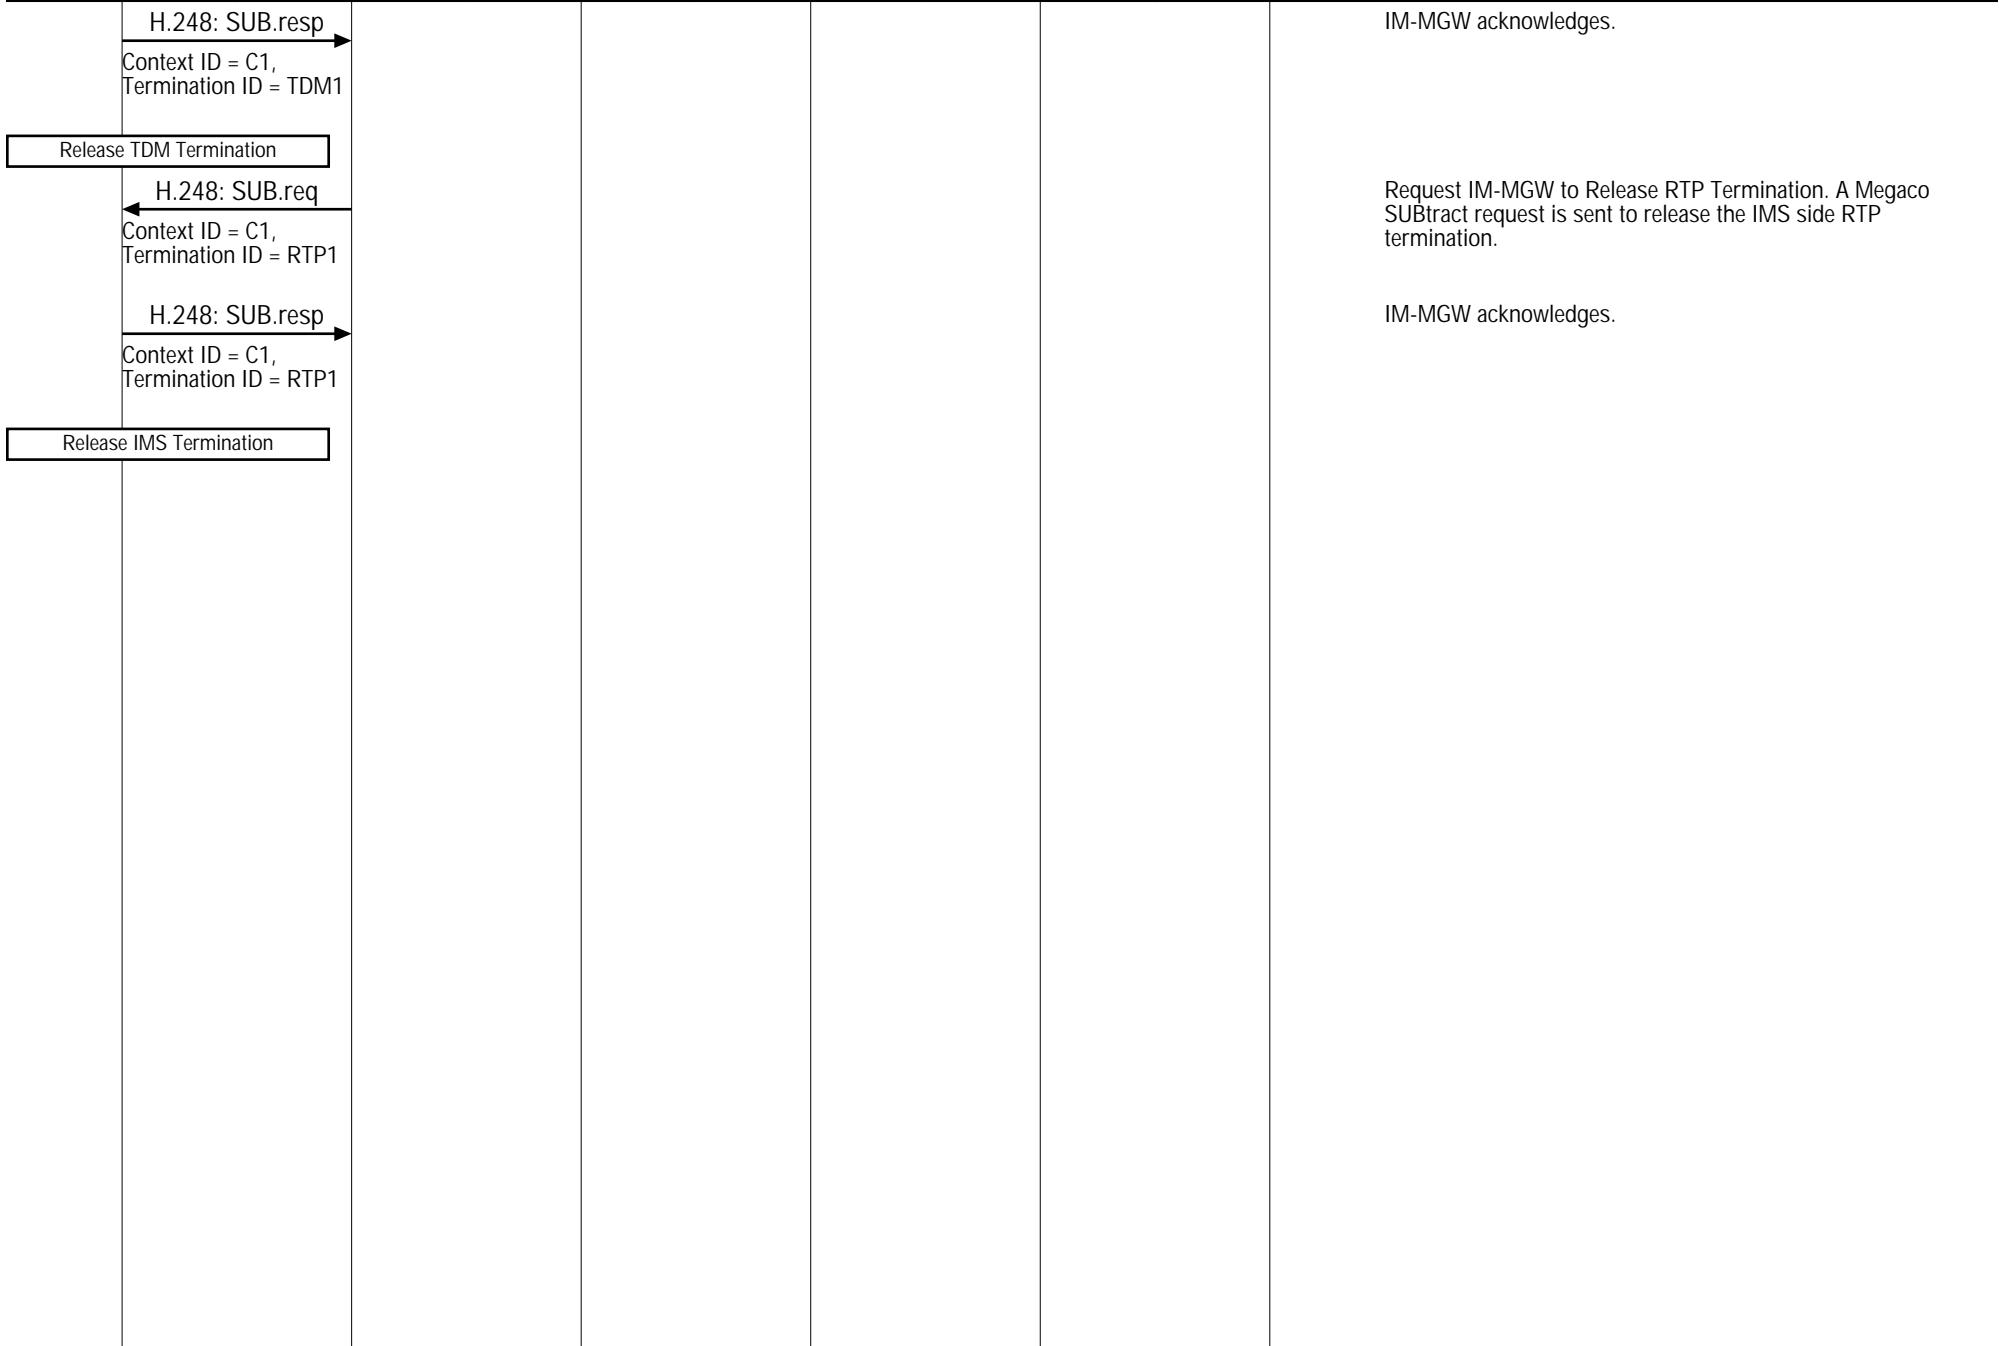 H.248: SUB.resp
IM-MGW acknowledges.
Context ID = C1,
Termination ID = TDM1
Release TDM Termination
H.248: SUB.req
Request IM-MGW to Release RTP Termination. A Megaco
SUBtract request is sent to release the IMS side RTP
termination.
Context ID = C1,
Termination ID = RTP1
H.248: SUB.resp
IM-MGW acknowledges.
Context ID = C1,
Termination ID = RTP1
Release IMS Termination